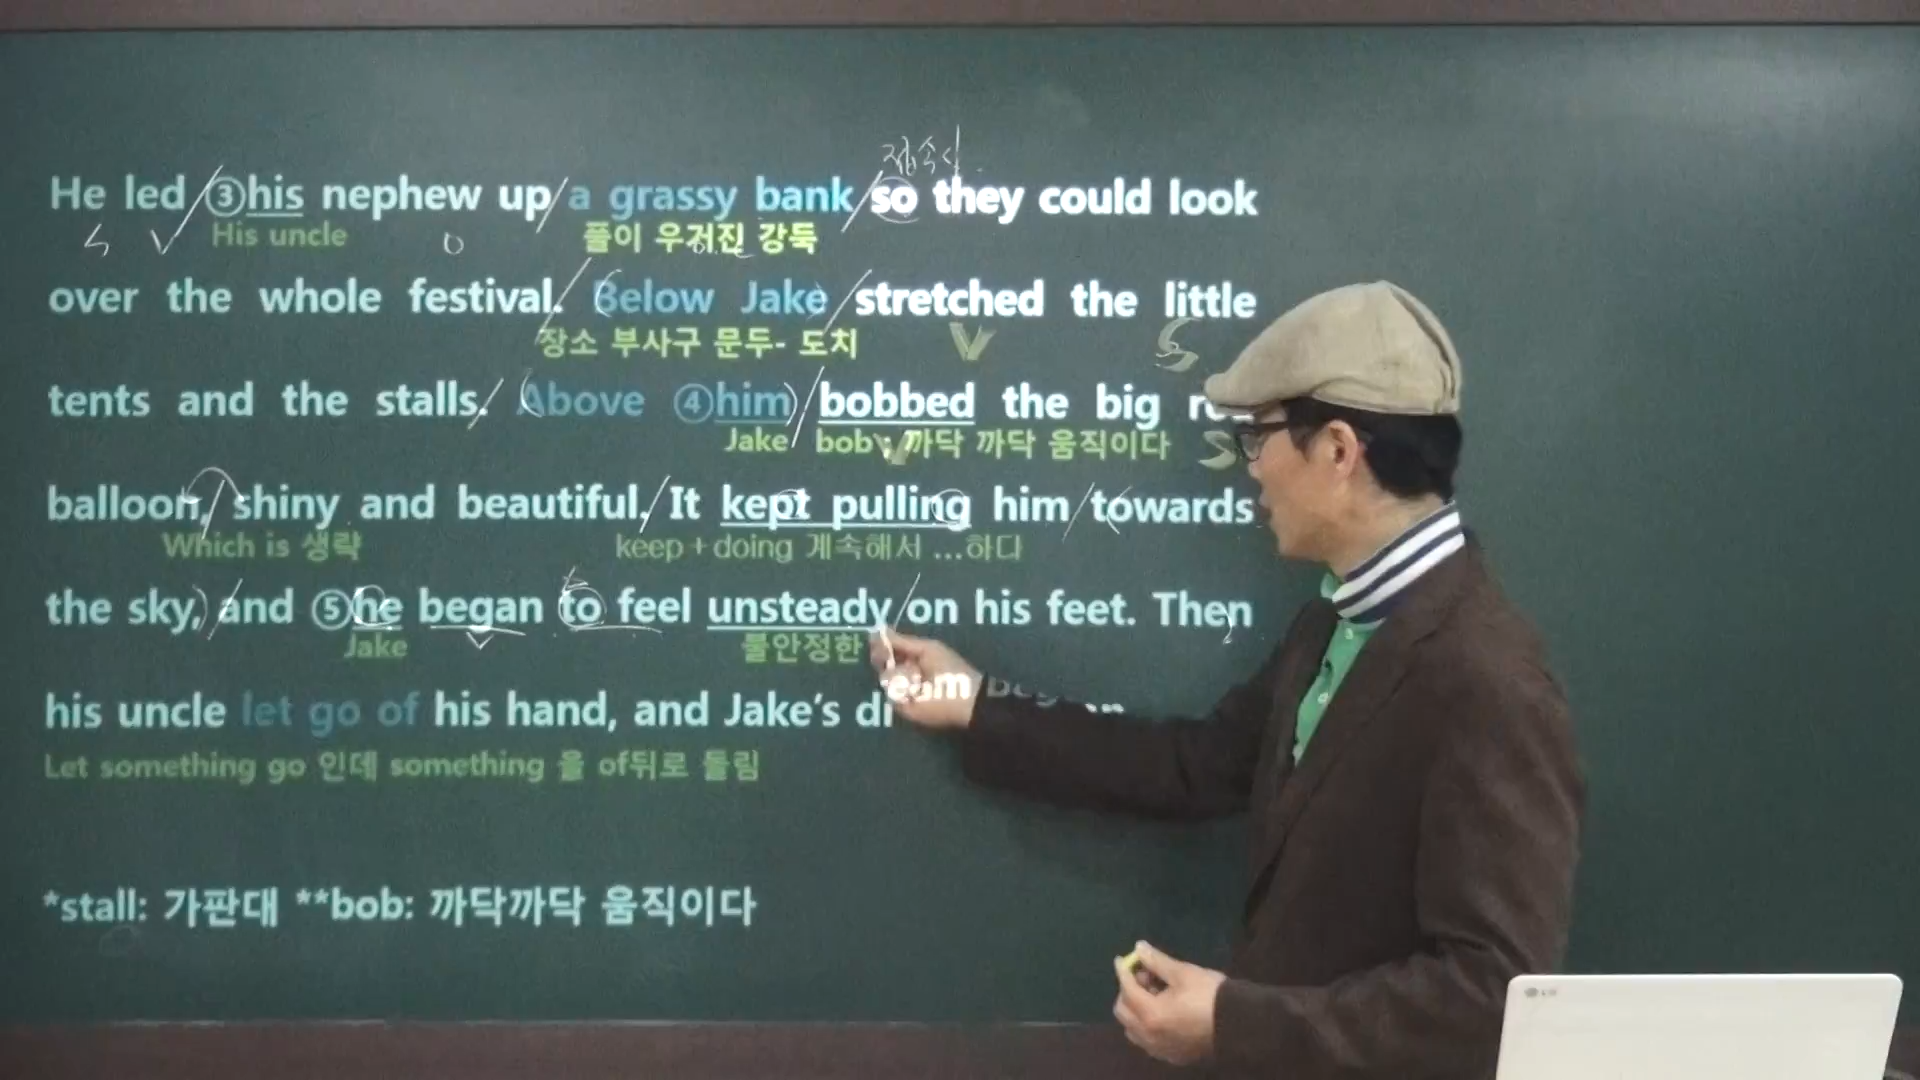 접속사
He led ③his nephew up a grassy bank so they could look
S V His uncle O 풀이 우거진 강둑
over the whole festival. Below Jake stretched the little
장소 부사구 문두- 도치 V S
tents and the stalls. Above ④him bobbed the big
Jake bob : 까닥 까닥 움직이다 V S
balloon, shiny and beautiful. It kept pulling him towards
Which is 생략 keep+doing 계속해서 ...하다
the sky, and ⑤he began to feel unsteady on his feet. Then
Jake 불안정한
his uncle let go of his hand, and Jake's
Let something go 인데 something 을 of뒤로 돌림
*stall: 가판대 **bob: 까닥까닥 움직이다
LG